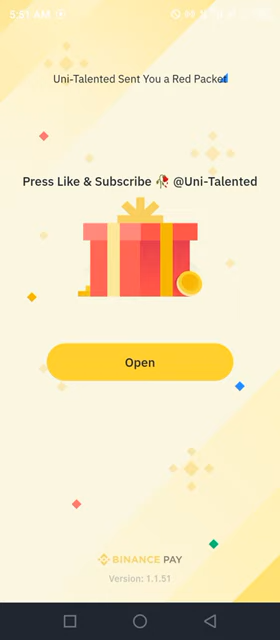 5:51 AM
Uni-Talented Sent You a Red Packet
Press Like & Subscribe 🥀 @Uni-Talented
Open
BINANCE PAY
Version: 1.1.51